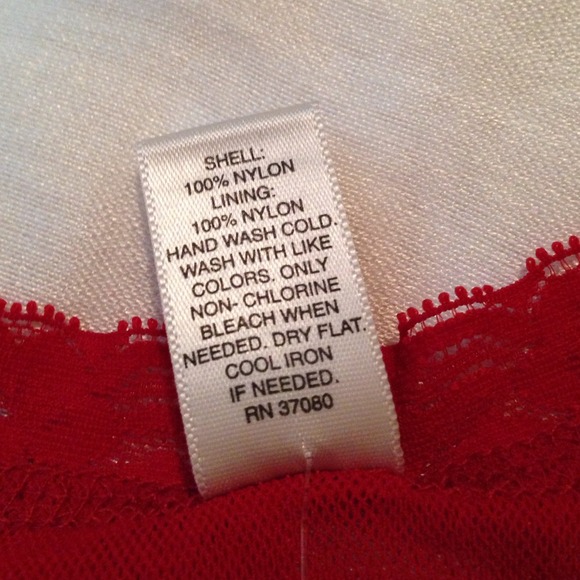 SHELL:
100% NYLON
LINING:
100% NYLON
HAND WASH COLD.
WASH WITH LIKE
COLORS. ONLY
NON- CHLORINE
BLEACH WHEN
NEEDED. DRY FLAT.
COOL IRON
IF NEEDED.
RN 37080